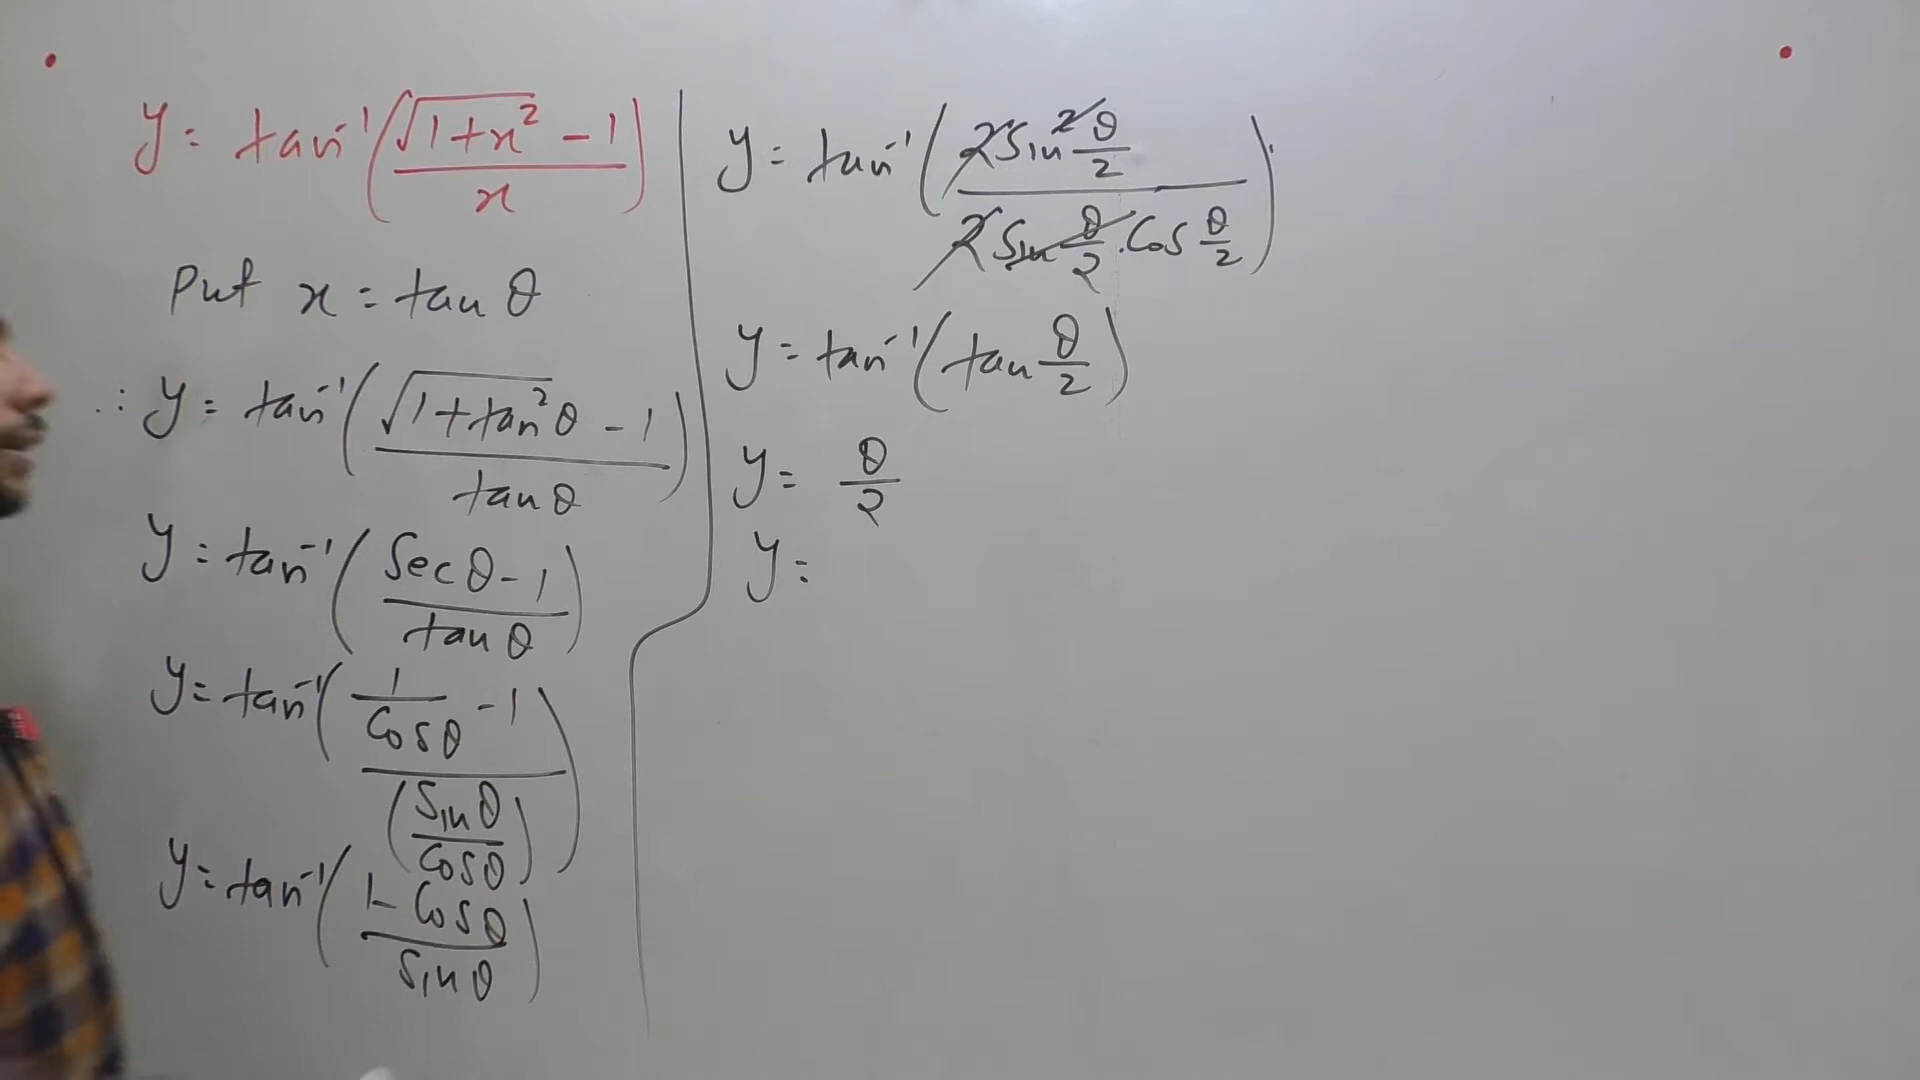 y = tan⁻¹(√(1+x²) - 1 / x)
Put x = tan θ
∴ y = tan⁻¹(√(1+tan²θ) - 1 / tan θ)
y = tan⁻¹(Sec θ - 1 / tan θ)
y = tan⁻¹(1/Cos θ - 1 / (Sin θ / Cos θ))
y = tan⁻¹(1 - Cos θ / Sin θ)
y = tan⁻¹(2 Sin² θ/2 / 2 Sin θ/2 . Cos θ/2)
y = tan⁻¹(tan θ/2)
y = θ/2
y =